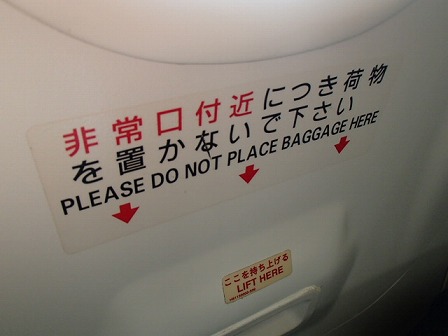 非常口付近につき荷物
を置かないで下さい
PLEASE DO NOT PLACE BAGGAGE HERE
ここを持ち上げる
LIFT HERE